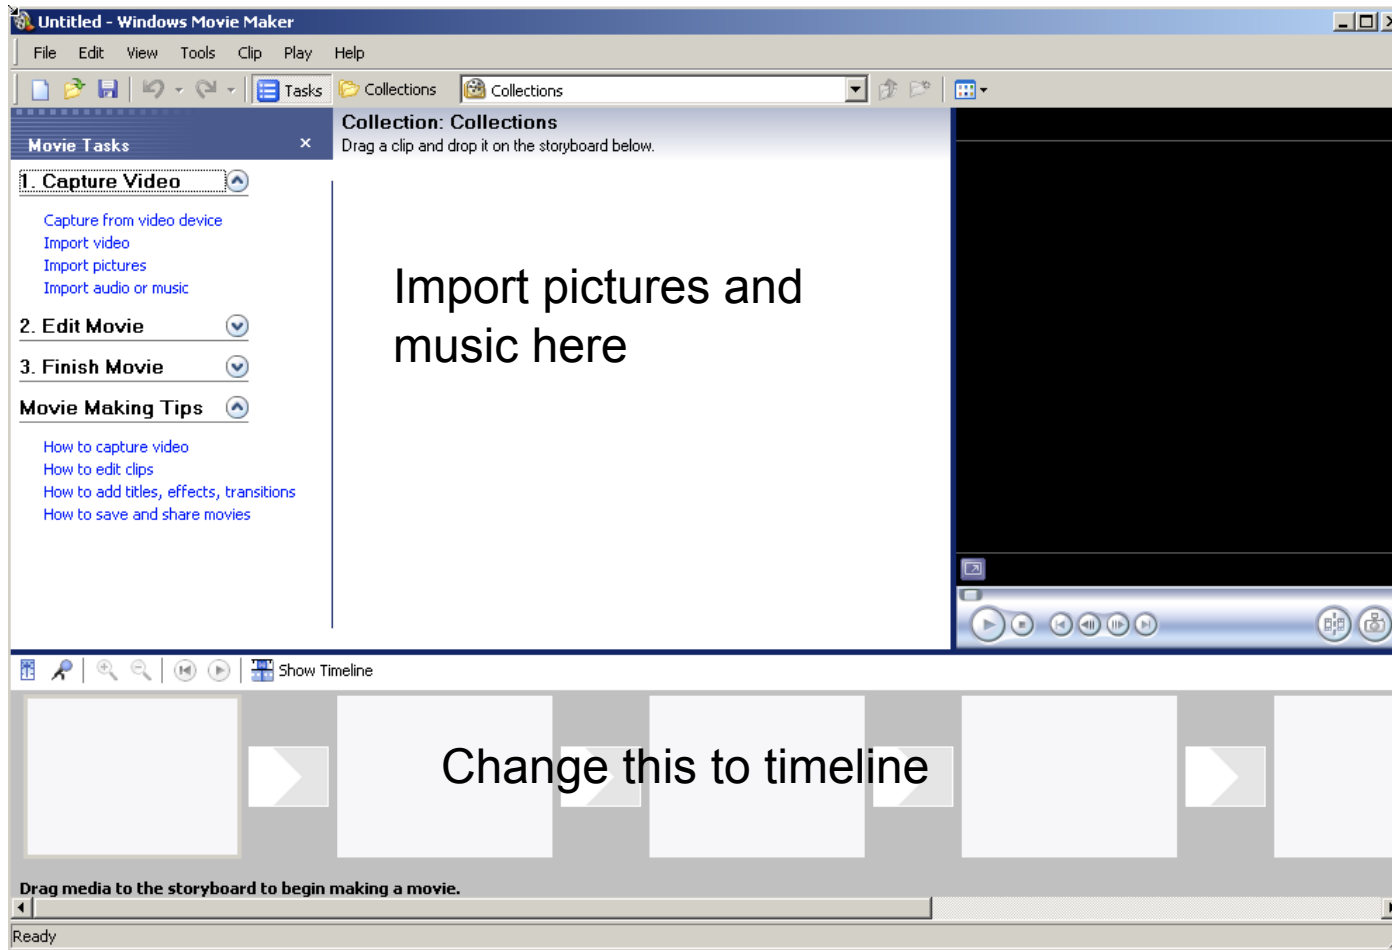 Untitled - Windows Movie Maker
File Edit View Tools Clip Play Help
Tasks Collections Collections
Movie Tasks
Collection: Collections
Drag a clip and drop it on the storyboard below.
1. Capture Video
Capture from video device
Import video
Import pictures
Import audio or music
2. Edit Movie
3. Finish Movie
Movie Making Tips
How to capture video
How to edit clips
How to add titles, effects, transitions
How to save and share movies
Import pictures and
music here
Show Timeline
Change this to timeline
Drag media to the storyboard to begin making a movie.
Ready